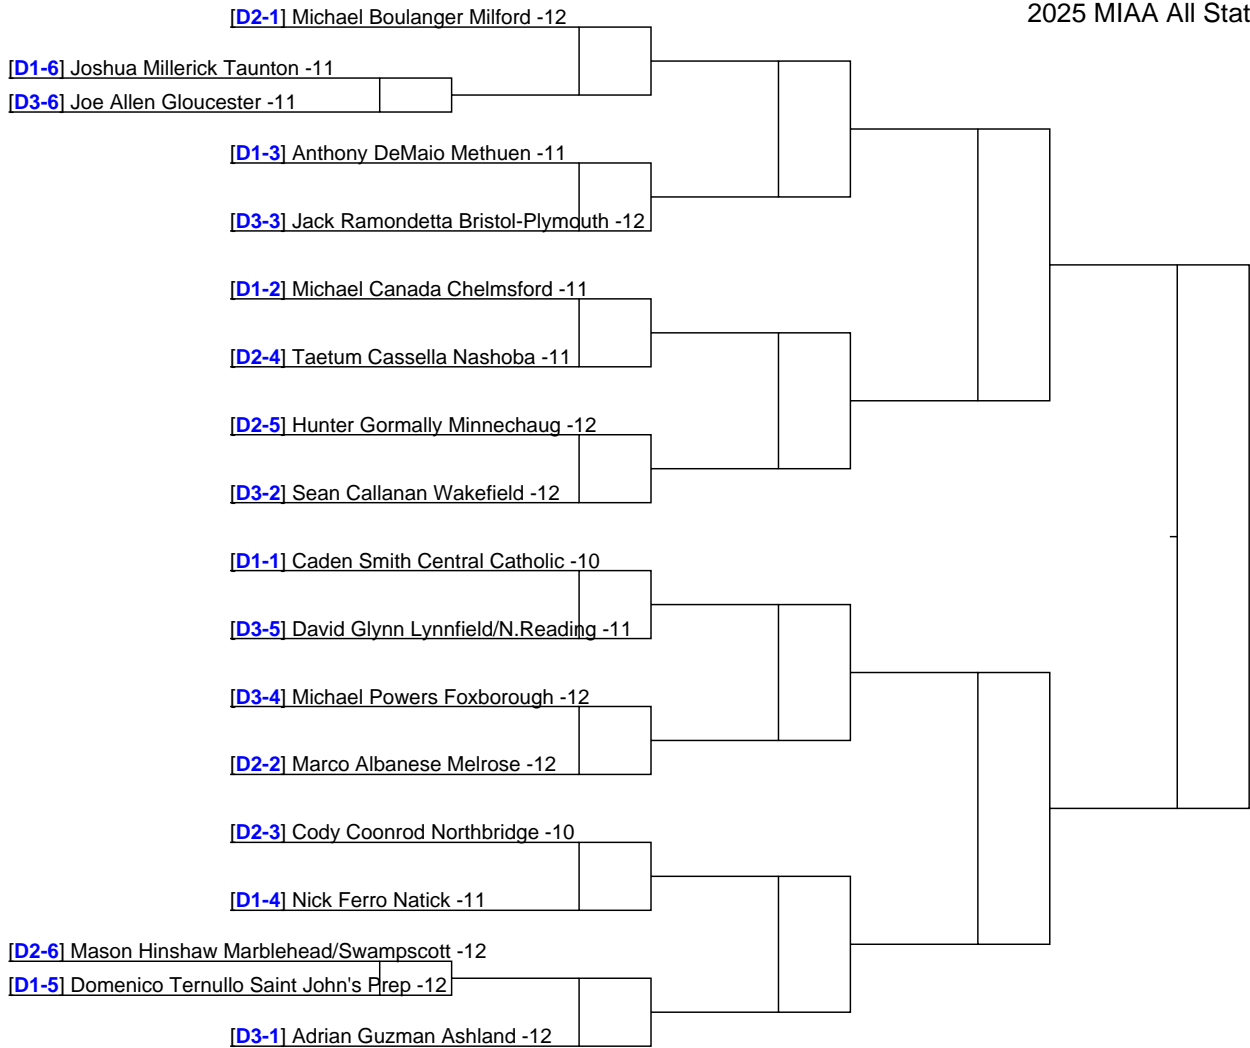 2025 MIAA All Stat
[D2-1] Michael Boulanger Milford -12
[D1-6] Joshua Millerick Taunton -11
[D3-6] Joe Allen Gloucester -11
[D1-3] Anthony DeMaio Methuen -11
[D3-3] Jack Ramondetta Bristol-Plymouth -12
[D1-2] Michael Canada Chelmsford -11
[D2-4] Taetum Cassella Nashoba -11
[D2-5] Hunter Gormally Minnechaug -12
[D3-2] Sean Callanan Wakefield -12
[D1-1] Caden Smith Central Catholic -10
[D3-5] David Glynn Lynnfield/N.Reading -11
[D3-4] Michael Powers Foxborough -12
[D2-2] Marco Albanese Melrose -12
[D2-3] Cody Coonrod Northbridge -10
[D1-4] Nick Ferro Natick -11
[D2-6] Mason Hinshaw Marblehead/Swampscott -12
[D1-5] Domenico Ternullo Saint John's Prep -12
[D3-1] Adrian Guzman Ashland -12